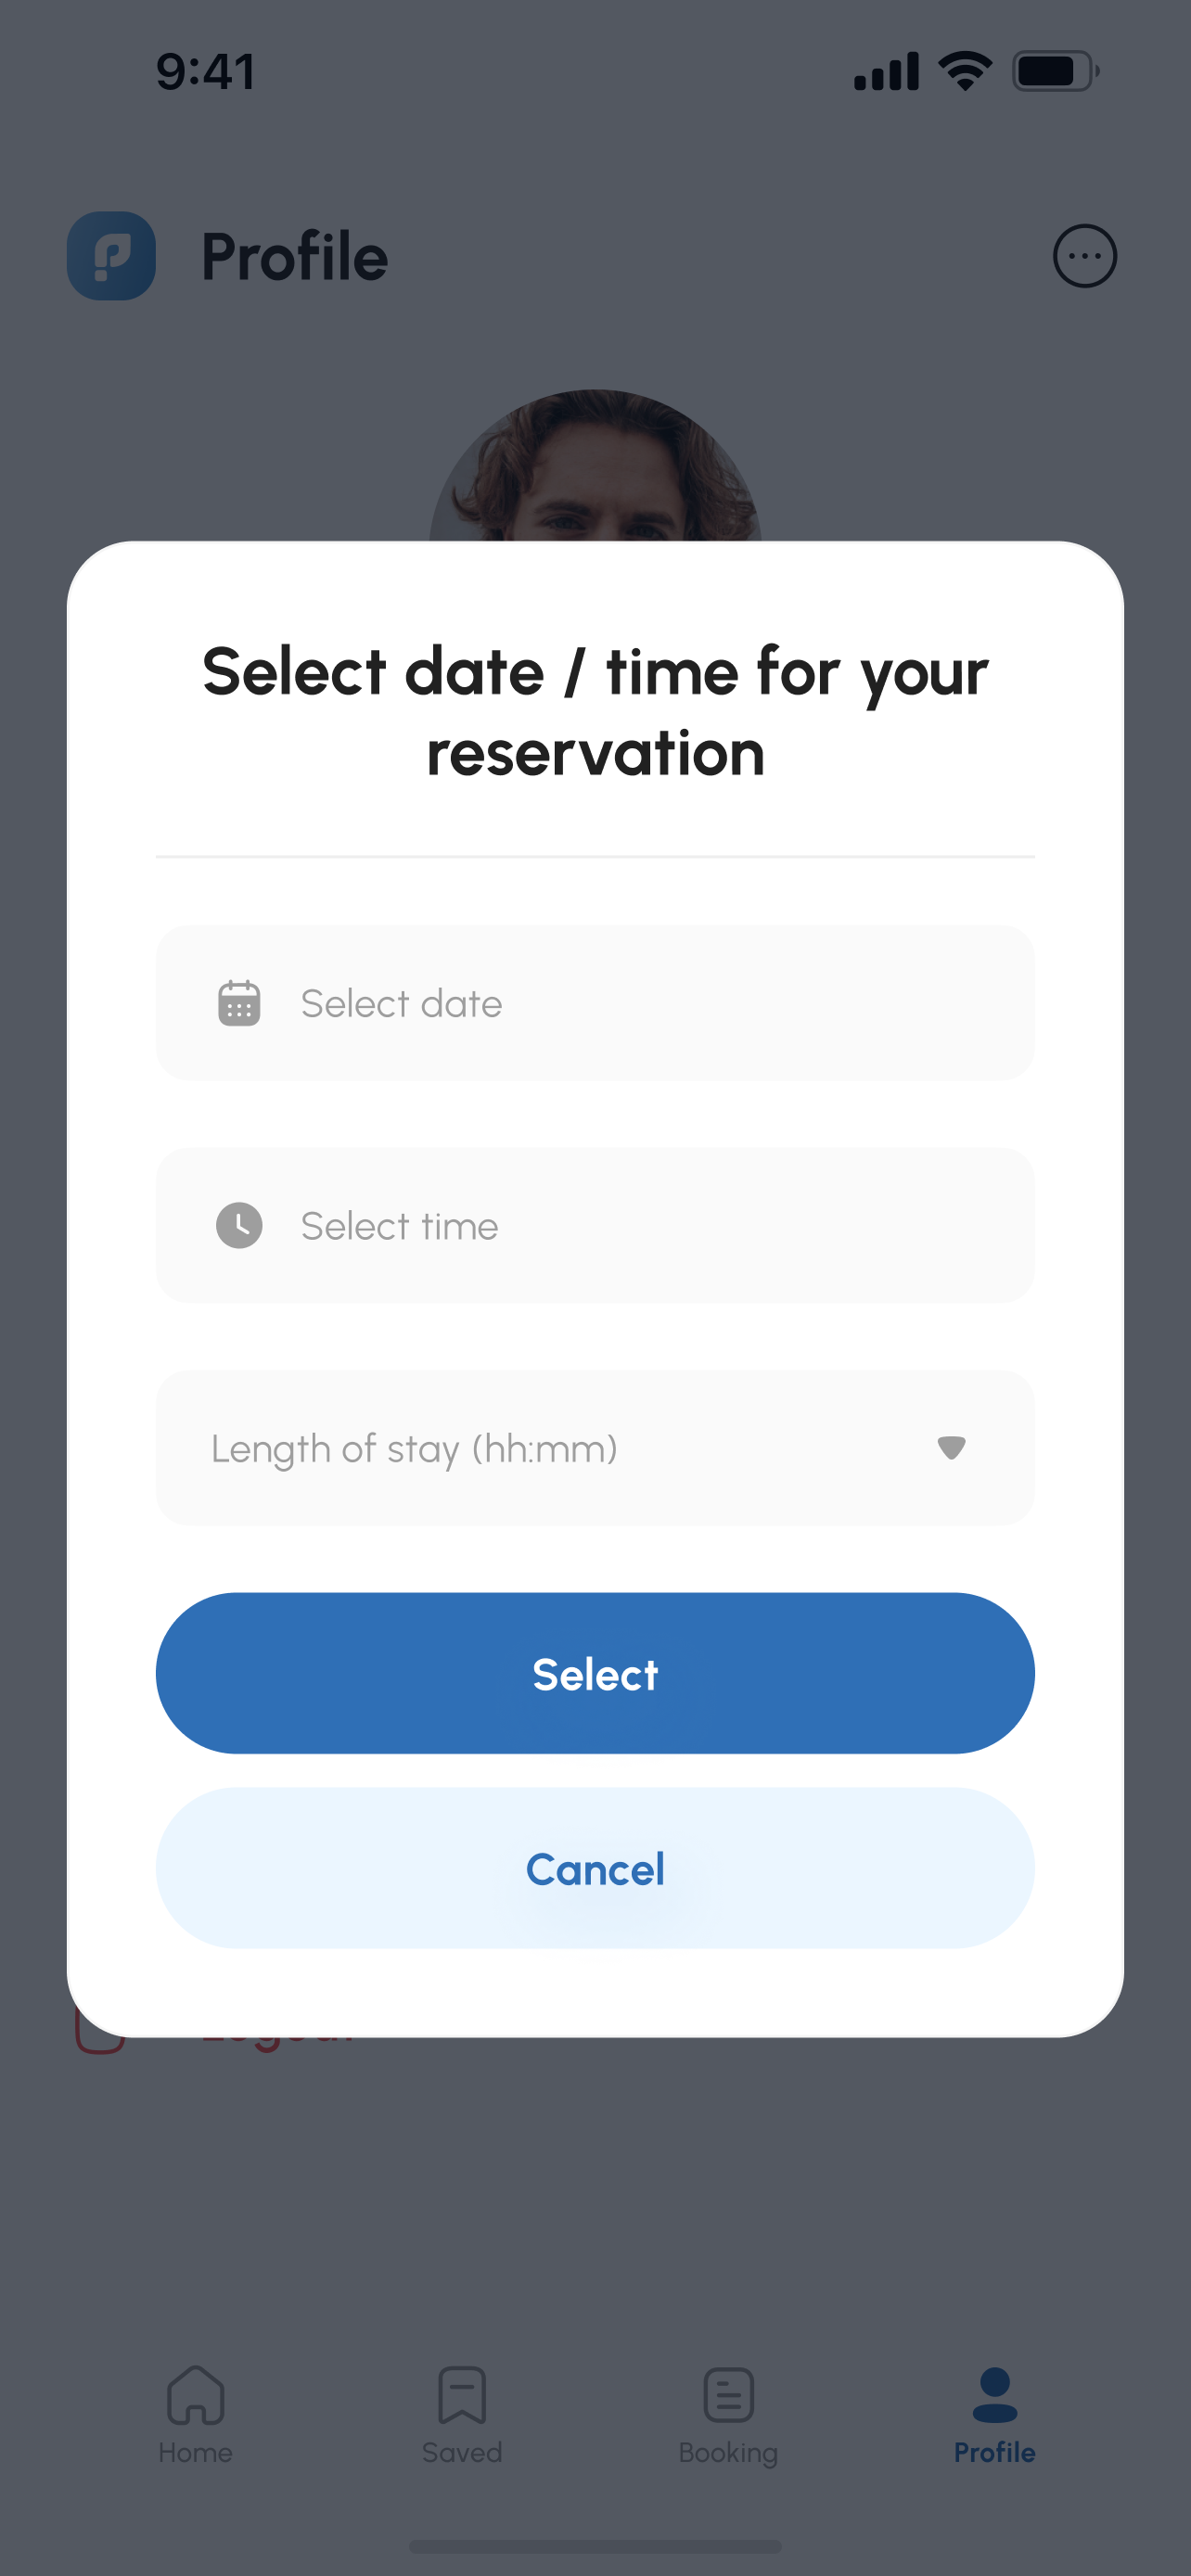 9:41
Profile
Select date / time for your
reservation
Select date
Select time
Length of stay (hh:mm)
Select
Cancel
Logout
Home
Saved
Booking
Profile